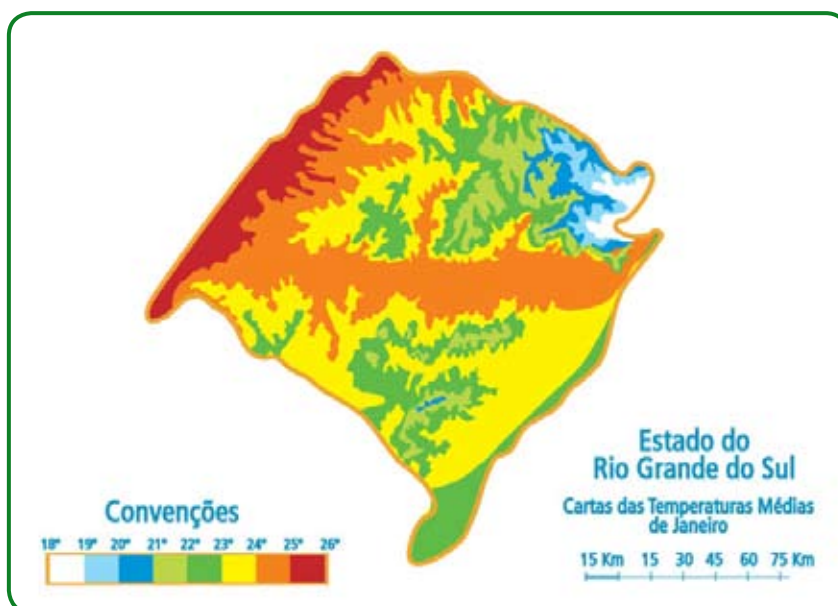 Estado do
Rio Grande do Sul
Cartas das Temperaturas Médias
de Janeiro
15 Km 15 30 45 60 75 Km
Convenções
18° 19° 20° 21° 22° 23° 24° 25° 26°